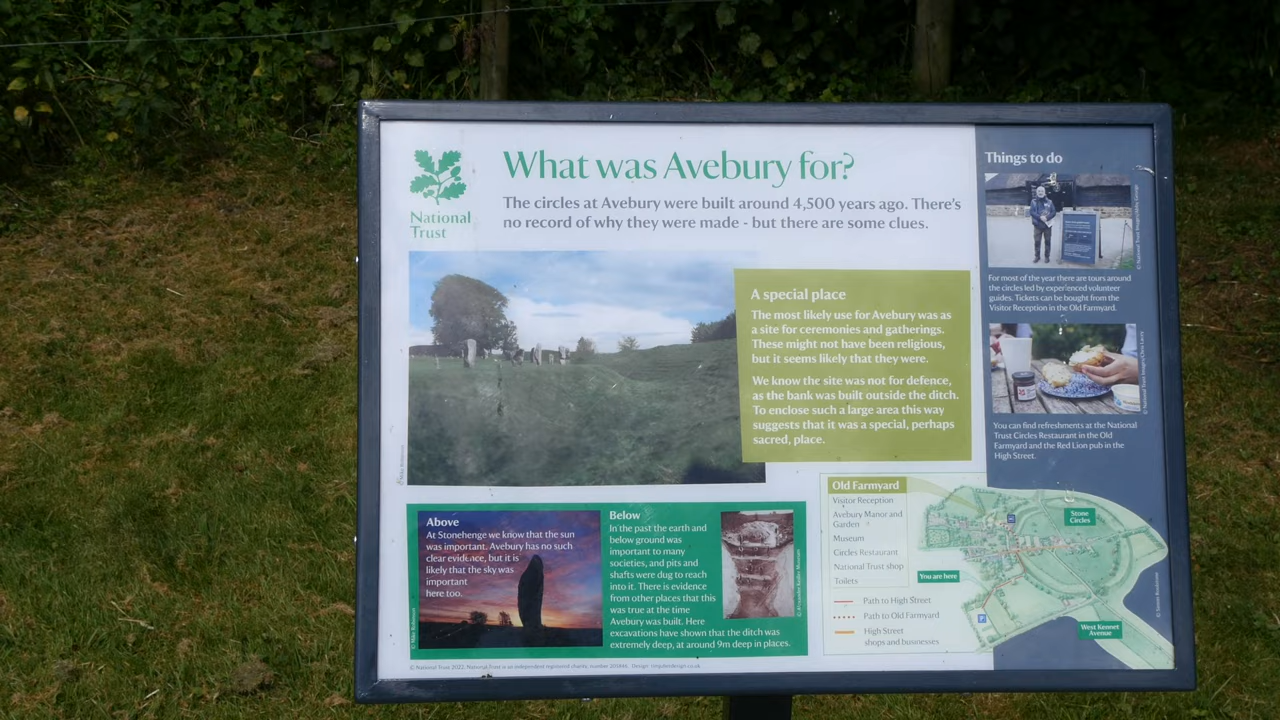 National
Trust
What was Avebury for?
The circles at Avebury were built around 4,500 years ago. There's
no record of why they were made - but there are some clues.
A special place
The most likely use for Avebury was as
a site for ceremonies and gatherings.
These might not have been religious,
but it seems likely that they were.
We know the site was not for defence,
as the bank was built outside the ditch.
To enclose such a large area this way
suggests that it was a special, perhaps
sacred, place.
Above
At Stonehenge we know that the sun
was important. Avebury has no such
clear evidence, but it is
likely that the sky was
important
here too.
Below
In the past the earth and
below ground was
important to many
societies, and pits and
shafts were dug to reach
into it. There is evidence
from other places that this
was true at the time
Avebury was built. Here
excavations have shown that the ditch was
extremely deep, at around 9m deep in places.
Things to do
For most of the year there are tours around
the circles led by experienced volunteer
guides. Tickets can be bought from the
Visitor Reception in the Old Farmyard.
You can find refreshments at the National
Trust Circles Restaurant in the Old
Farmyard and the Red Lion pub in the
High Street.
Old Farmyard
Visitor Reception
Avebury Manor and
Garden
Museum
Circles Restaurant
National Trust shop
Toilets
Path to High Street
Path to Old Farmyard
High Street
shops and businesses
You are here
Stone
Circles
West Kennet
Avenue
P
© National Trust 2022. National Trust is an independent registered charity, number 205846.